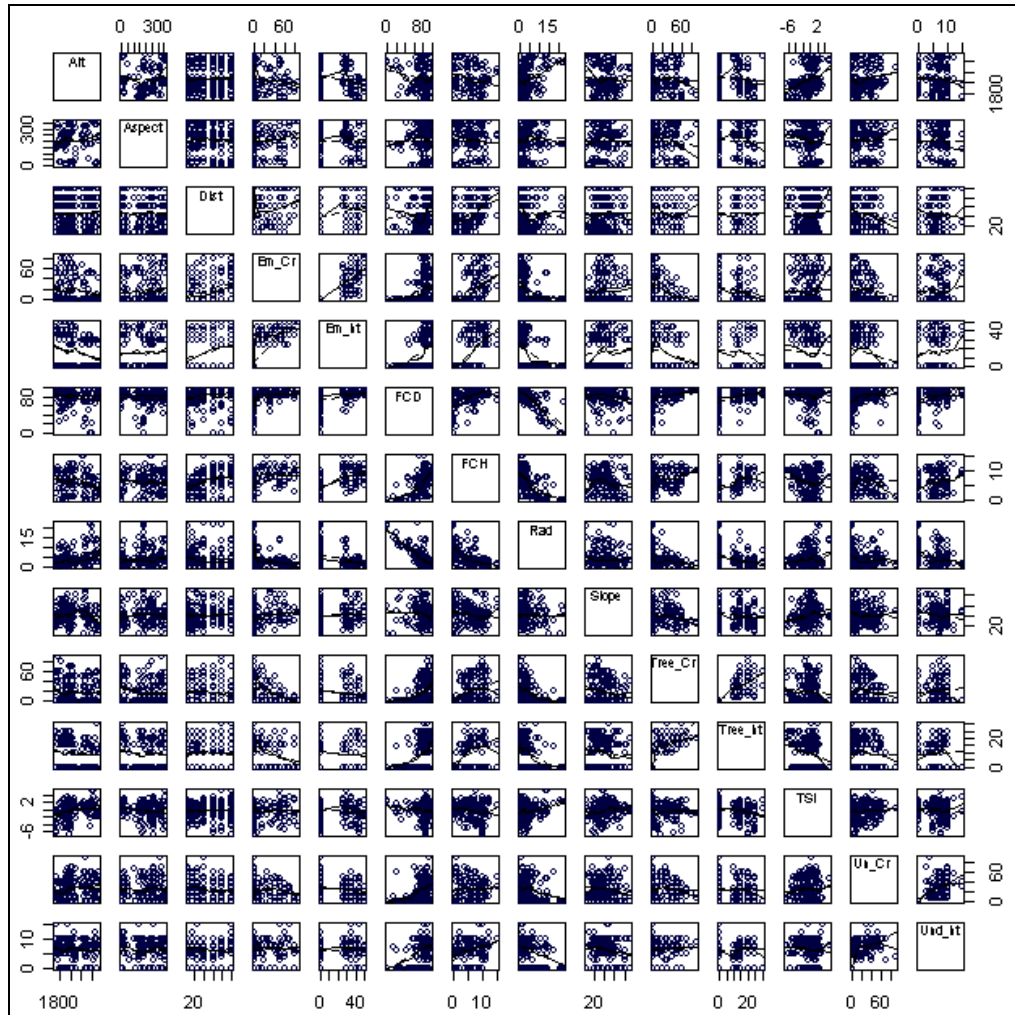 0 300 0 60 0 80 0 15 0 60 -6 2 0 10
Alt 1800
0 300 Aspect
Dist 20
0 60 Em_Cr
Em_ht 0 40
0 80 FCD
FCH 0 10
0 15 Rad
Slope 20
0 60 Tree_Cr
Tree_ht 0 20
-6 2 TSI
Un_Cr 0 60
0 10 Und_ht
1800 20 0 40 0 10 20 0 20 0 60